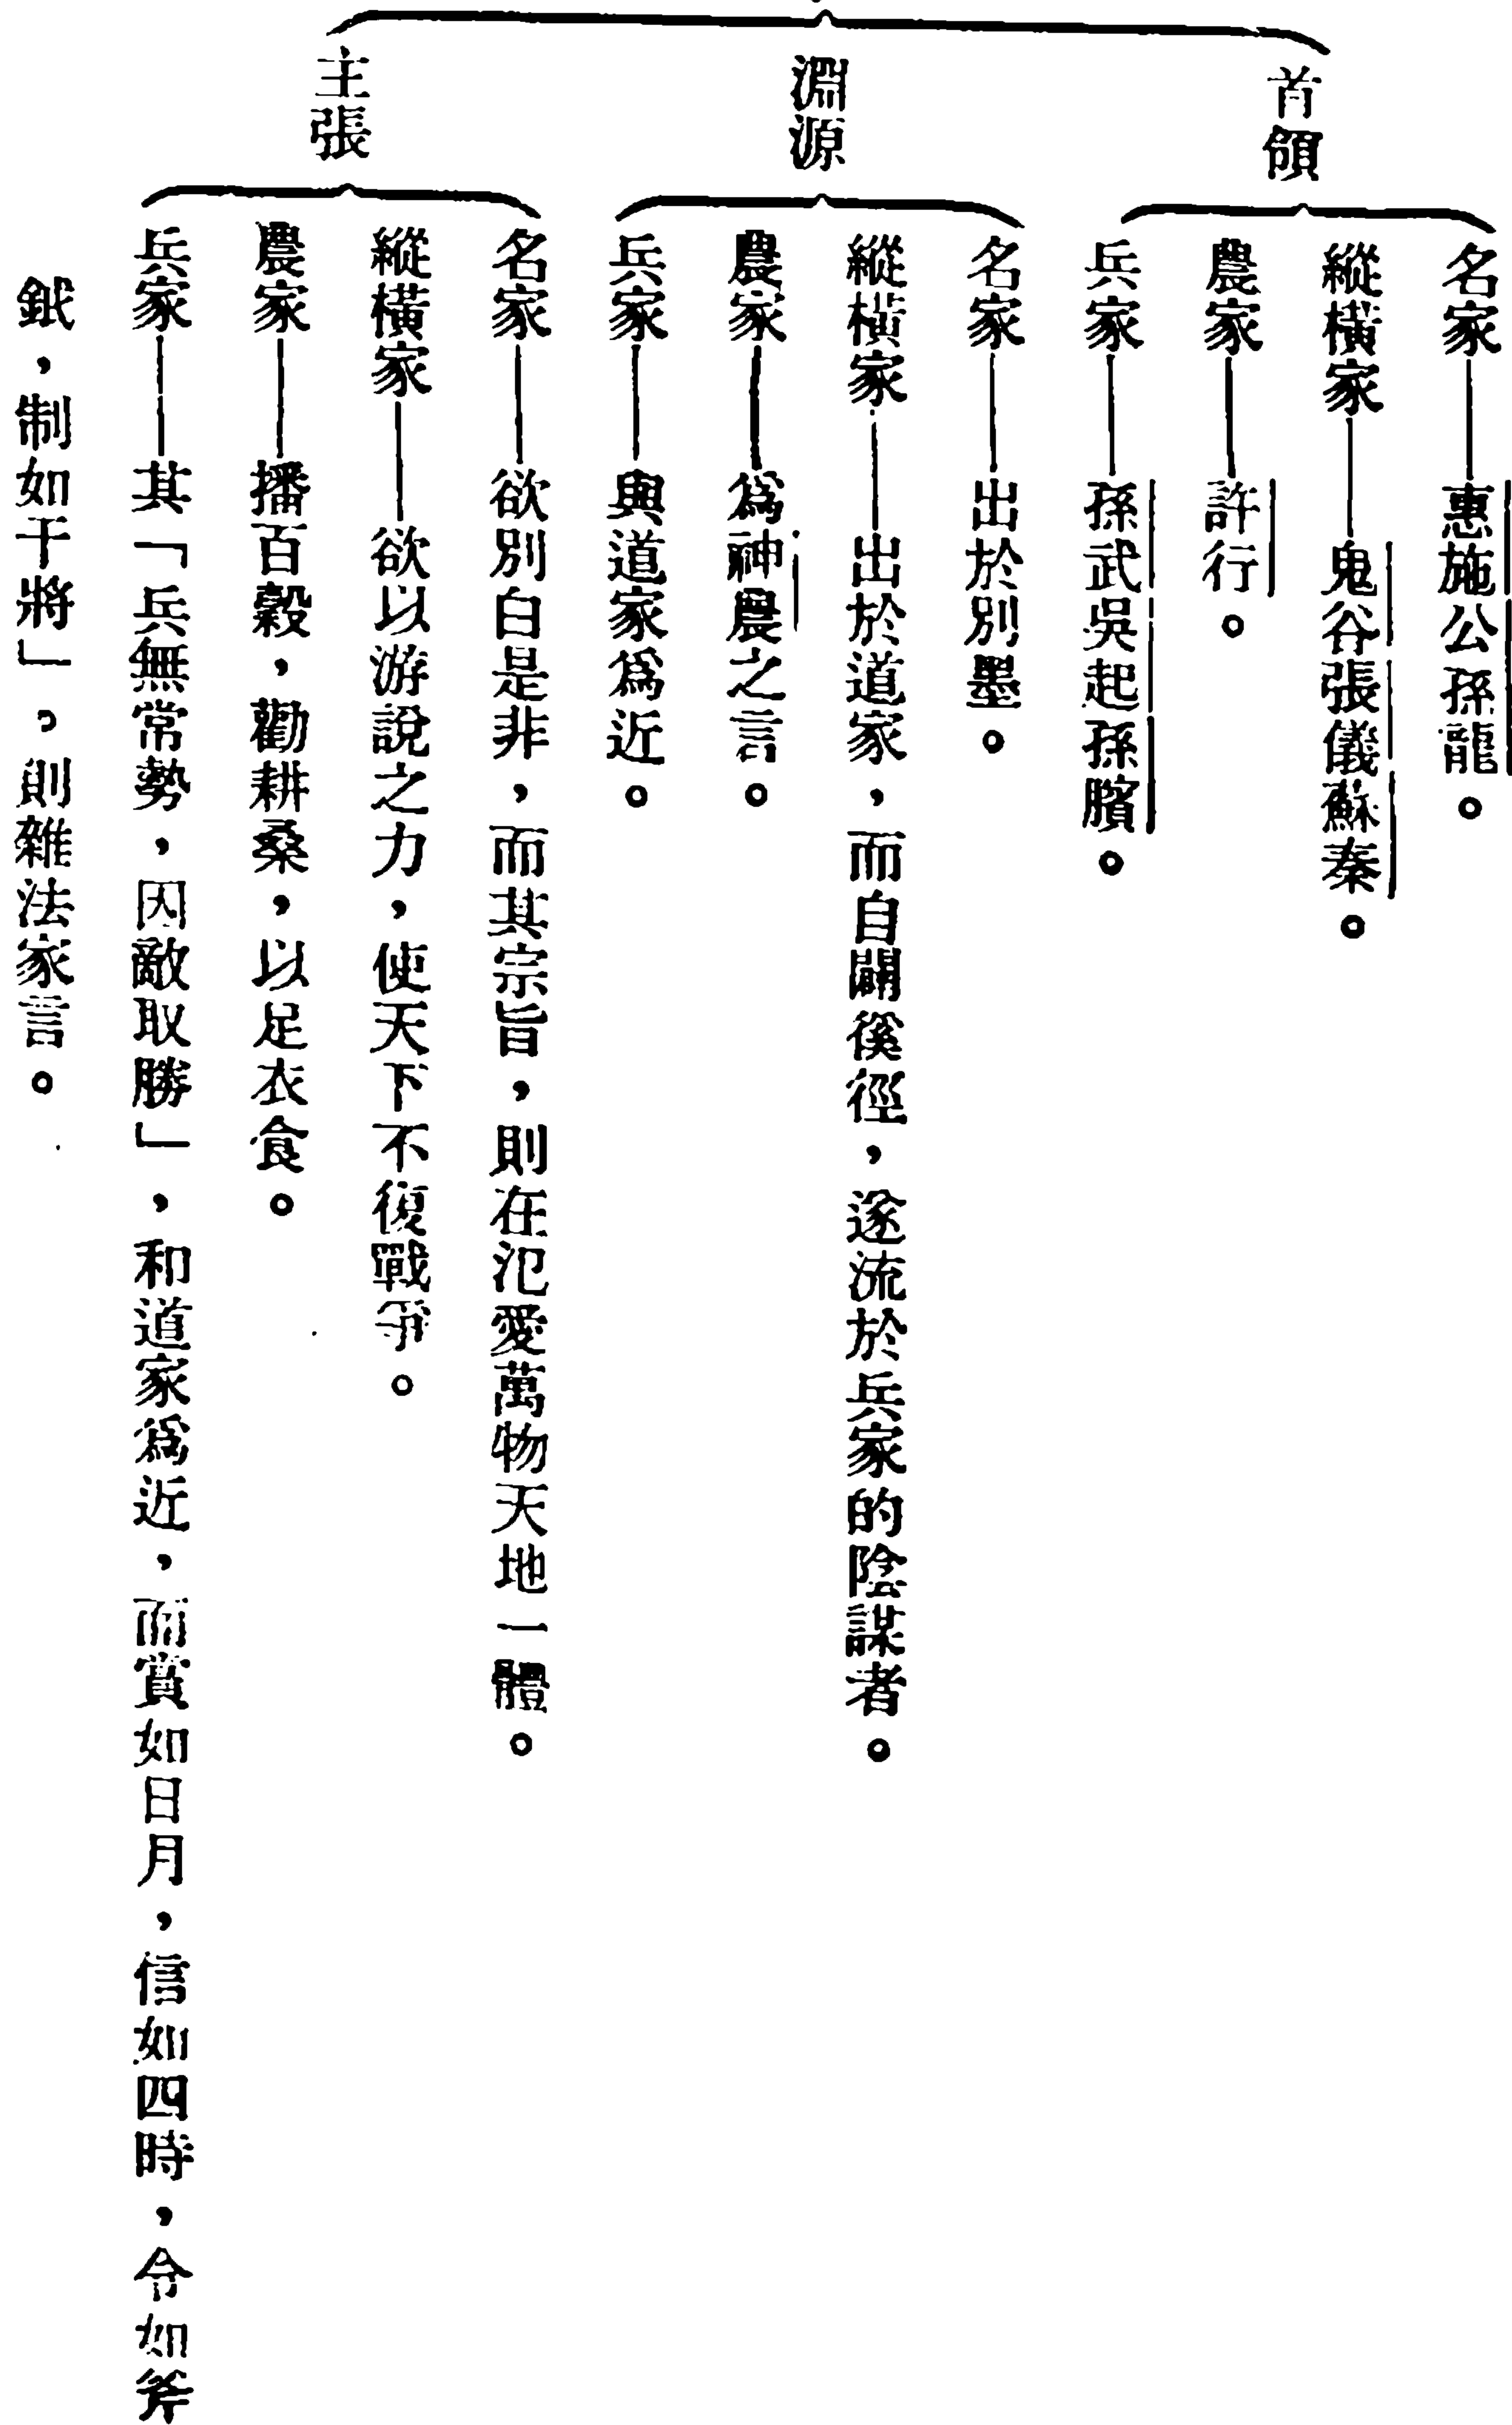 首領
名家——惠施公孫龍。
縱橫家——鬼谷張儀蘇秦。
農家——許行。
兵家——孫武吳起孫臏。
淵源
名家——出於別墨。
縱橫家——出於道家，而自闢徯徑，遂流於兵家的陰謀者。
農家——爲神農之言。
兵家——與道家爲近。
主張
名家——欲別白是非，而其宗旨，則在氾愛萬物天地一體。
縱橫家——欲以游說之力，使天下不復戰爭。
農家——播百穀，勸耕桑，以足衣食。
兵家——其「兵無常勢，因敵取勝」，和道家爲近，而賞如日月，信如四時，令如斧
鉞，制如干將」。則雜法家言。